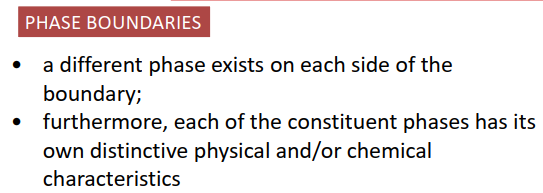 PHASE BOUNDARIES
• a different phase exists on each side of the
boundary;
• furthermore, each of the constituent phases has its
own distinctive physical and/or chemical
characteristics